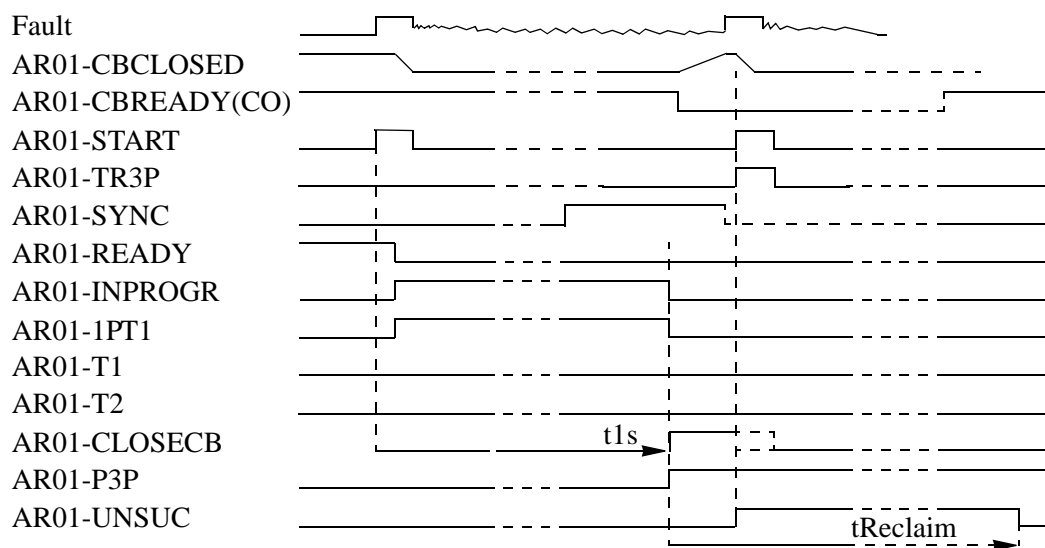 Fault
AR01-CBCLOSED
AR01-CBREADY(CO)
AR01-START
AR01-TR3P
AR01-SYNC
AR01-READY
AR01-INPROGR
AR01-1PT1
AR01-T1
AR01-T2
AR01-CLOSECB t1s
AR01-P3P
AR01-UNSUC
tReclaim